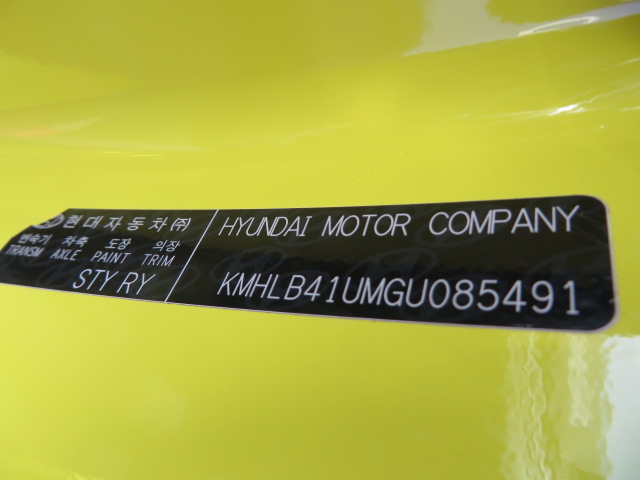 현대자동차(주)
변속기 차축 도장 의장
TRANSM AXLE PAINT TRIM
STY RY
HYUNDAI MOTOR COMPANY
KMHLB41UMGU085491